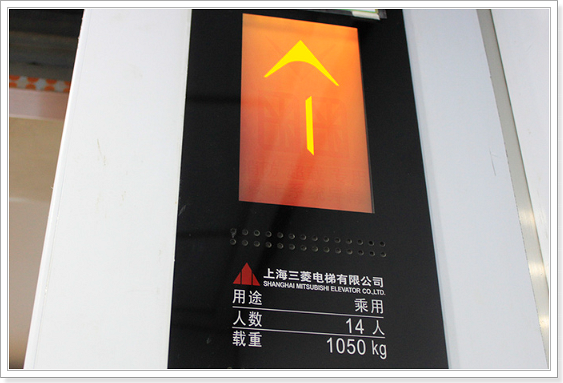 上海三菱电梯有限公司
SHANGHAI MITSUBISHI ELEVATOR CO.,LTD.
用途 乘用
人数 14 人
载重 1050 kg